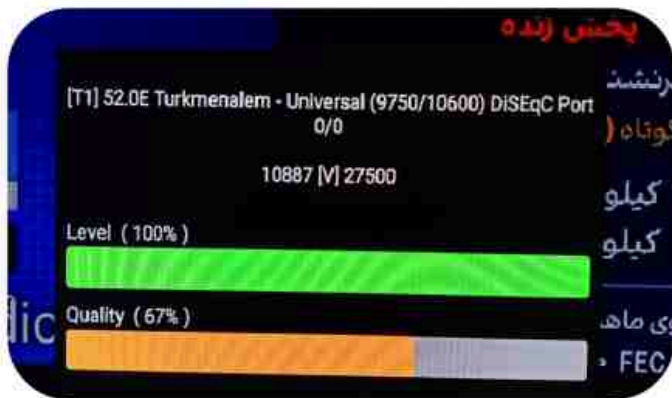 پخش زنده
[T1] 52.0E Turkmenalem - Universal (9750/10600) DiSEqC Port
0/0
10887 [V] 27500
کوتاه (
کیلو
کیلو
Level ( 100% )
Quality ( 67% )
FEC